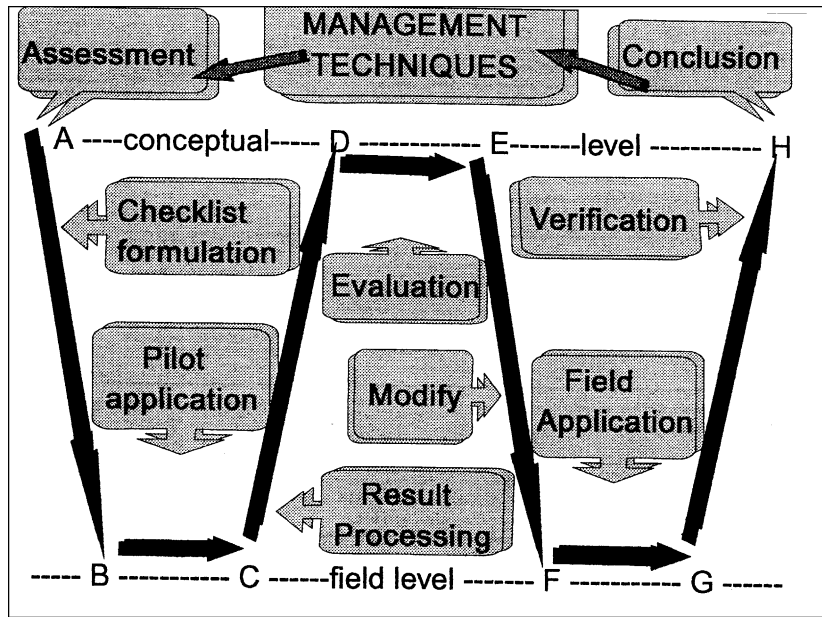 MANAGEMENT
TECHNIQUES
Assessment
Conclusion
A ----conceptual------D------------E-----level --------H
Checklist
formulation
Verification
Evaluation
Pilot
application
Modify
Field
Application
Result
Processing
----- B --------- C ------field level -------F---------G------